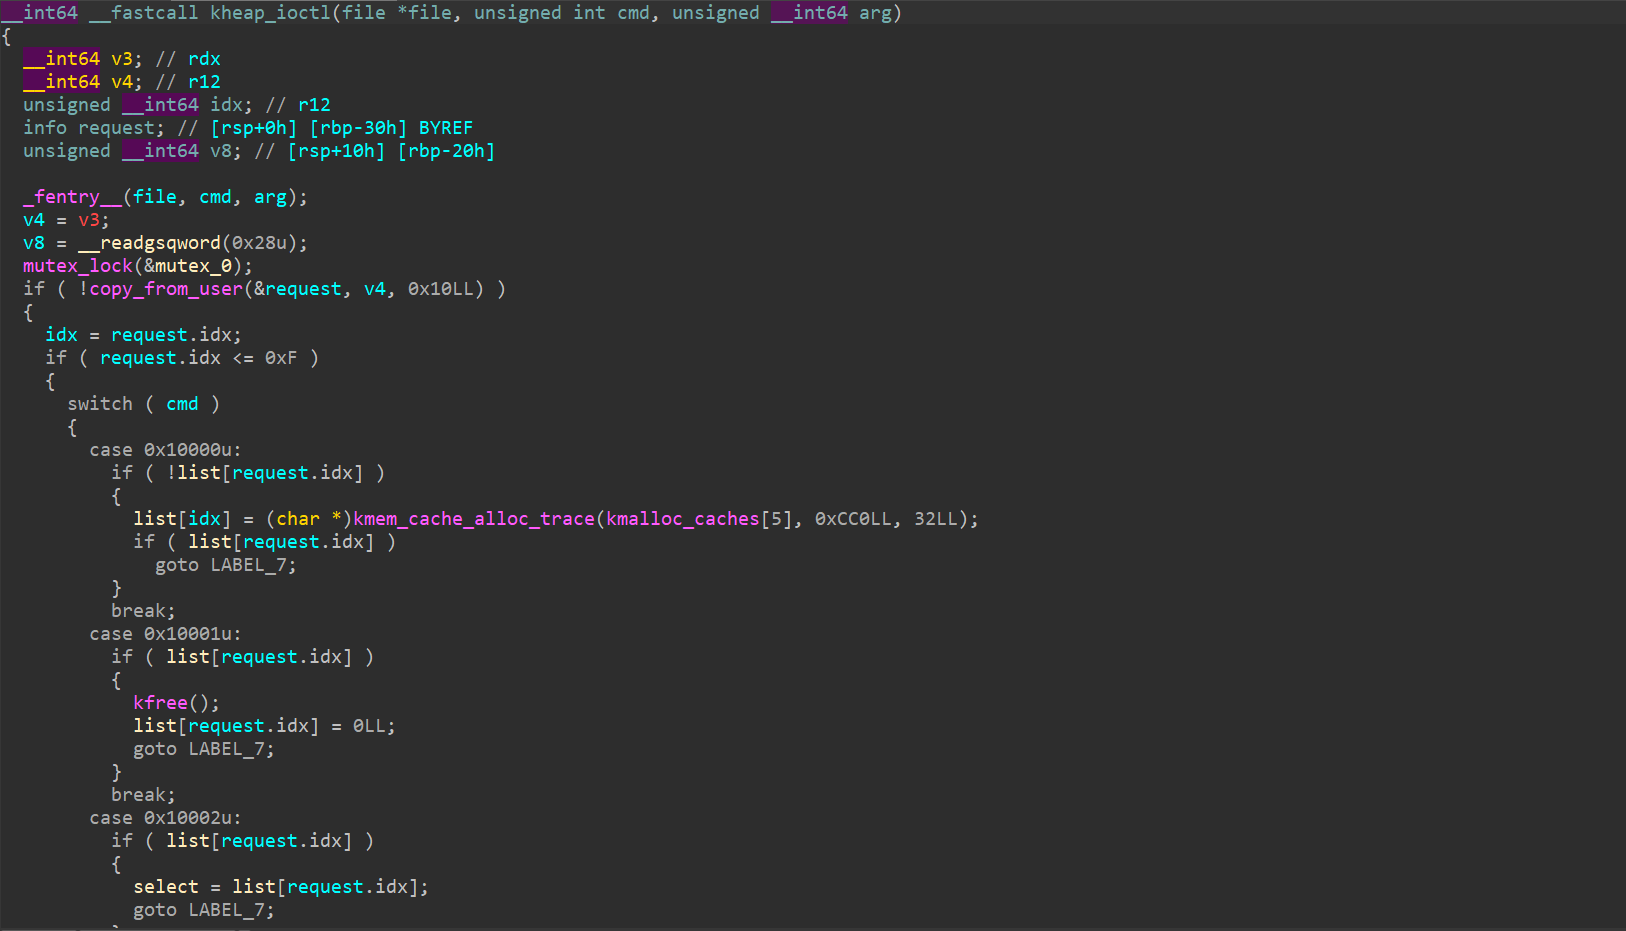 __int64 __fastcall kheap_ioctl(file *file, unsigned int cmd, unsigned __int64 arg)
{
  __int64 v3; // rdx
  __int64 v4; // r12
  unsigned __int64 idx; // r12
  info request; // [rsp+0h] [rbp-30h] BYREF
  unsigned __int64 v8; // [rsp+10h] [rbp-20h]

  _fentry__(file, cmd, arg);
  v4 = v3;
  v8 = __readgsqword(0x28u);
  mutex_lock(&mutex_0);
  if ( !copy_from_user(&request, v4, 0x10LL) )
  {
    idx = request.idx;
    if ( request.idx <= 0xF )
    {
      switch ( cmd )
      {
        case 0x10000u:
          if ( !list[request.idx] )
          {
            list[idx] = (char *)kmem_cache_alloc_trace(kmalloc_caches[5], 0xCC0LL, 32LL);
            if ( list[request.idx] )
              goto LABEL_7;
          }
          break;
        case 0x10001u:
          if ( list[request.idx] )
          {
            kfree();
            list[request.idx] = 0LL;
            goto LABEL_7;
          }
          break;
        case 0x10002u:
          if ( list[request.idx] )
          {
            select = list[request.idx];
            goto LABEL_7;